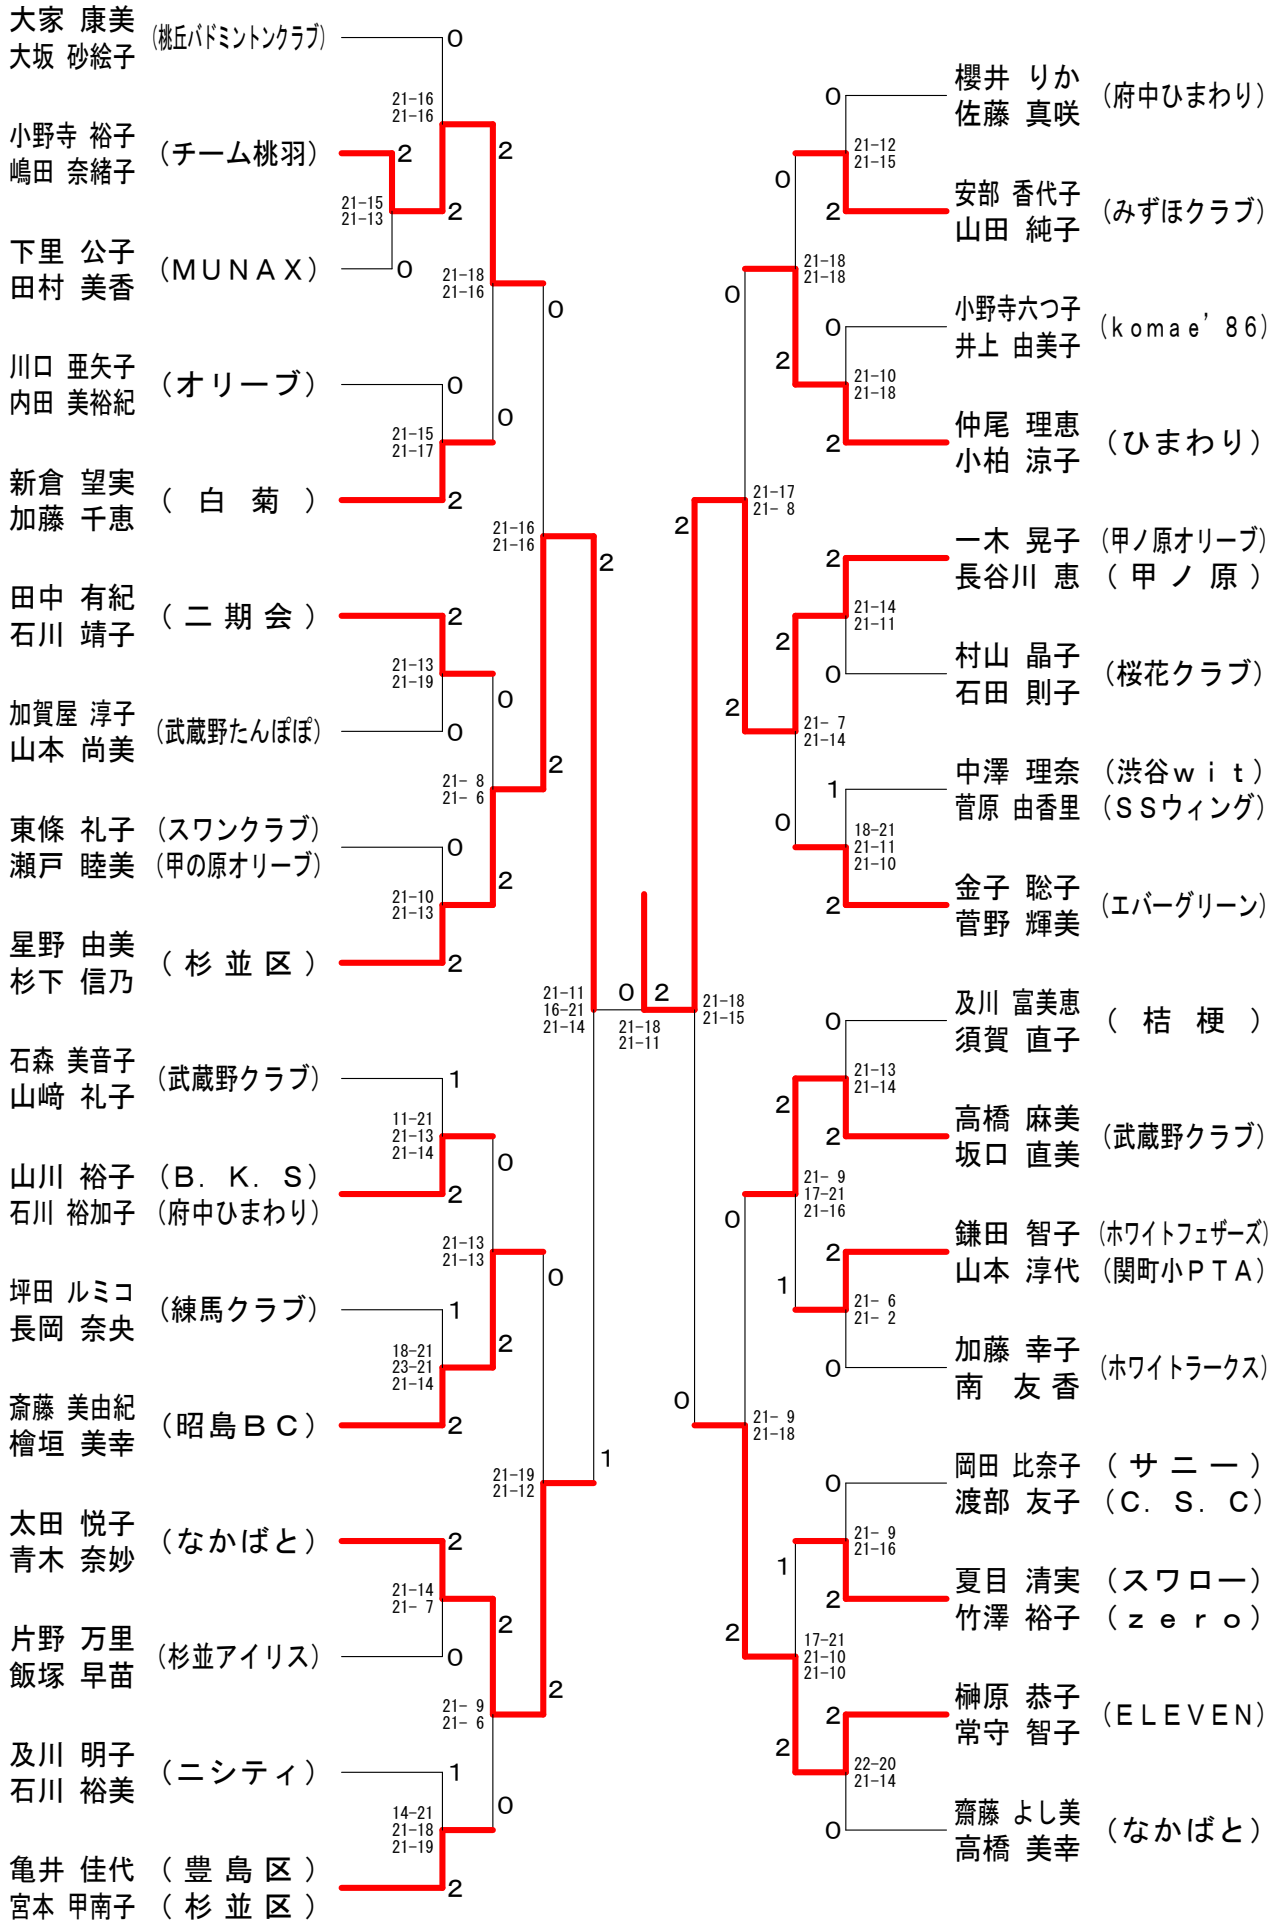 大家 康美 (桃丘バドミントンクラブ)
大坂 砂絵子
0
21-16
21-16
小野寺 裕子 (チーム桃羽)
嶋田 奈緒子
2
2
21-15
21-13
2
下里 公子 (MUNAX)
田村 美香
0
21-18
21-16
0
川口 亜矢子 (オリーブ)
内田 美裕紀
0
0
21-15
21-17
新倉 望実 (白菊)
加藤 千恵
2
21-16
21-16
2
田中 有紀 (二期会)
石川 靖子
2
21-13
21-19
0
加賀屋 淳子 (武蔵野たんぽぽ)
山本 尚美
0
2
21- 8
21- 6
東條 礼子 (スワンクラブ)
瀬戸 睦美 (甲の原オリーブ)
0
2
21-10
21-13
星野 由美 (杉並区)
杉下 信乃
2
21-11
16-21
21-14
0 2
21-18
21-11
石森 美音子 (武蔵野クラブ)
山﨑 礼子
1
11-21
21-13
21-14
0
山川 裕子 (B.K.S)
石川 裕加子 (府中ひまわり)
2
21-13
21-13
0
坪田 ルミコ (練馬クラブ)
長岡 奈央
1
2
18-21
23-21
21-14
斎藤 美由紀 (昭島BC)
檜垣 美幸
2
1
21-19
21-12
太田 悦子 (なかばと)
青木 奈妙
2
21-14
21- 7
2
片野 万里 (杉並アイリス)
飯塚 早苗
0
2
21- 9
21- 6
及川 明子 (ニシティ)
石川 裕美
1
0
14-21
21-18
21-19
亀井 佳代 (豊島区)
宮本 甲南子 (杉並区)
2
櫻井 りか (府中ひまわり)
佐藤 真咲
0
21-12
21-15
0
安部 香代子 (みずほクラブ)
山田 純子
2
21-18
21-18
0
小野寺六つ子 (komae’86)
井上 由美子
0
2
21-10
21-18
仲尾 理恵 (ひまわり)
小柏 涼子
2
21-17
21- 8
2
一木 晃子 (甲ノ原オリーブ)
長谷川 恵 (甲ノ原)
2
21-14
21-11
2
村山 晶子 (桜花クラブ)
石田 則子
0
2
21- 7
21-14
中澤 理奈 (渋谷wit)
菅原 由香里 (SSウィング)
1
0
18-21
21-11
21-10
金子 聡子 (エバーグリーン)
菅野 輝美
2
21-18
21-15
及川 富美恵 (桔梗)
須賀 直子
0
21-13
21-14
2
高橋 麻美 (武蔵野クラブ)
坂口 直美
2
21- 9
17-21
21-16
0
鎌田 智子 (ホワイトフェザーズ)
山本 淳代 (関町小PTA)
2
1
21- 6
21- 2
加藤 幸子 (ホワイトラークス)
南 友香
0
0
21- 9
21-18
岡田 比奈子 (サニー)
渡部 友子 (C.S.C)
0
21- 9
21-16
1
夏目 清実 (スワロー)
竹澤 裕子 (zero)
2
2
17-21
21-10
21-10
榊原 恭子 (ELEVEN)
常守 智子
2
2
22-20
21-14
齋藤 よし美 (なかばと)
高橋 美幸
0